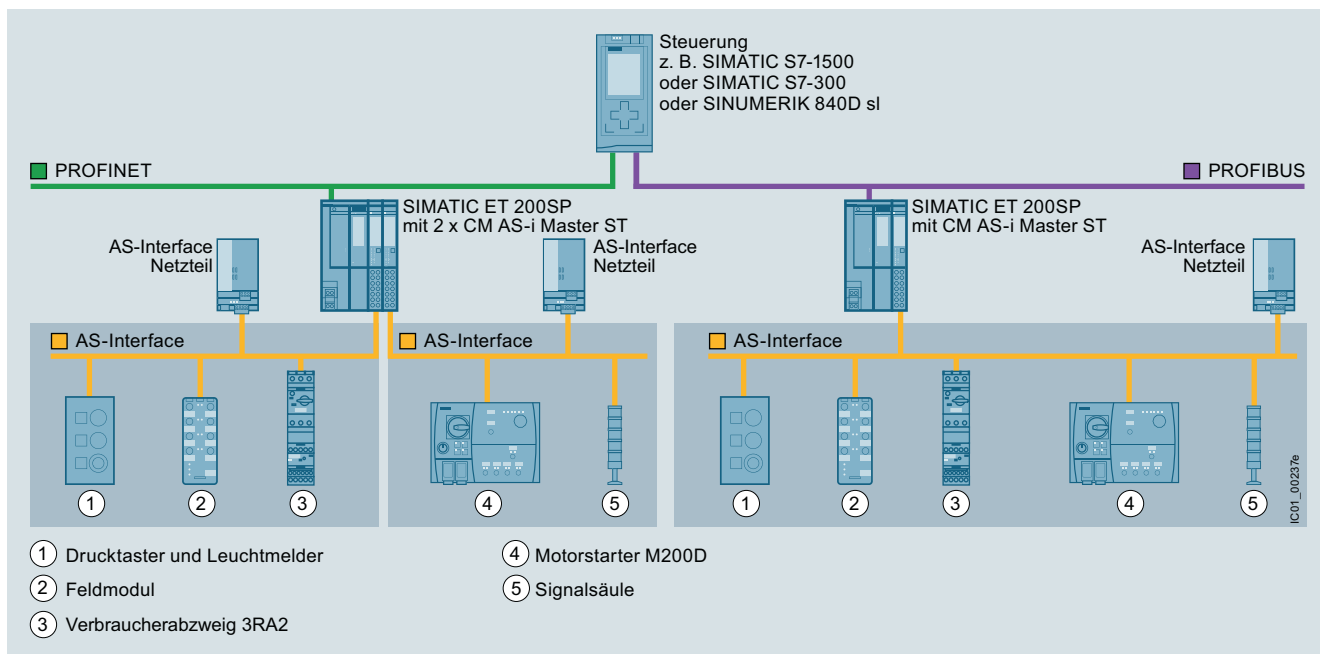 Steuerung
z. B. SIMATIC S7-1500
oder SIMATIC S7-300
oder SINUMERIK 840D sl
PROFINET
PROFIBUS
SIMATIC ET 200SP
mit 2 x CM AS-i Master ST
SIMATIC ET 200SP
mit CM AS-i Master ST
AS-Interface
Netzteil
AS-Interface
Netzteil
AS-Interface
Netzteil
AS-Interface
AS-Interface
AS-Interface
1
2
3
4
5
1
2
3
4
5
IC01_00237e
1 Drucktaster und Leuchtmelder
2 Feldmodul
3 Verbraucherabzweig 3RA2
4 Motorstarter M200D
5 Signalsäule